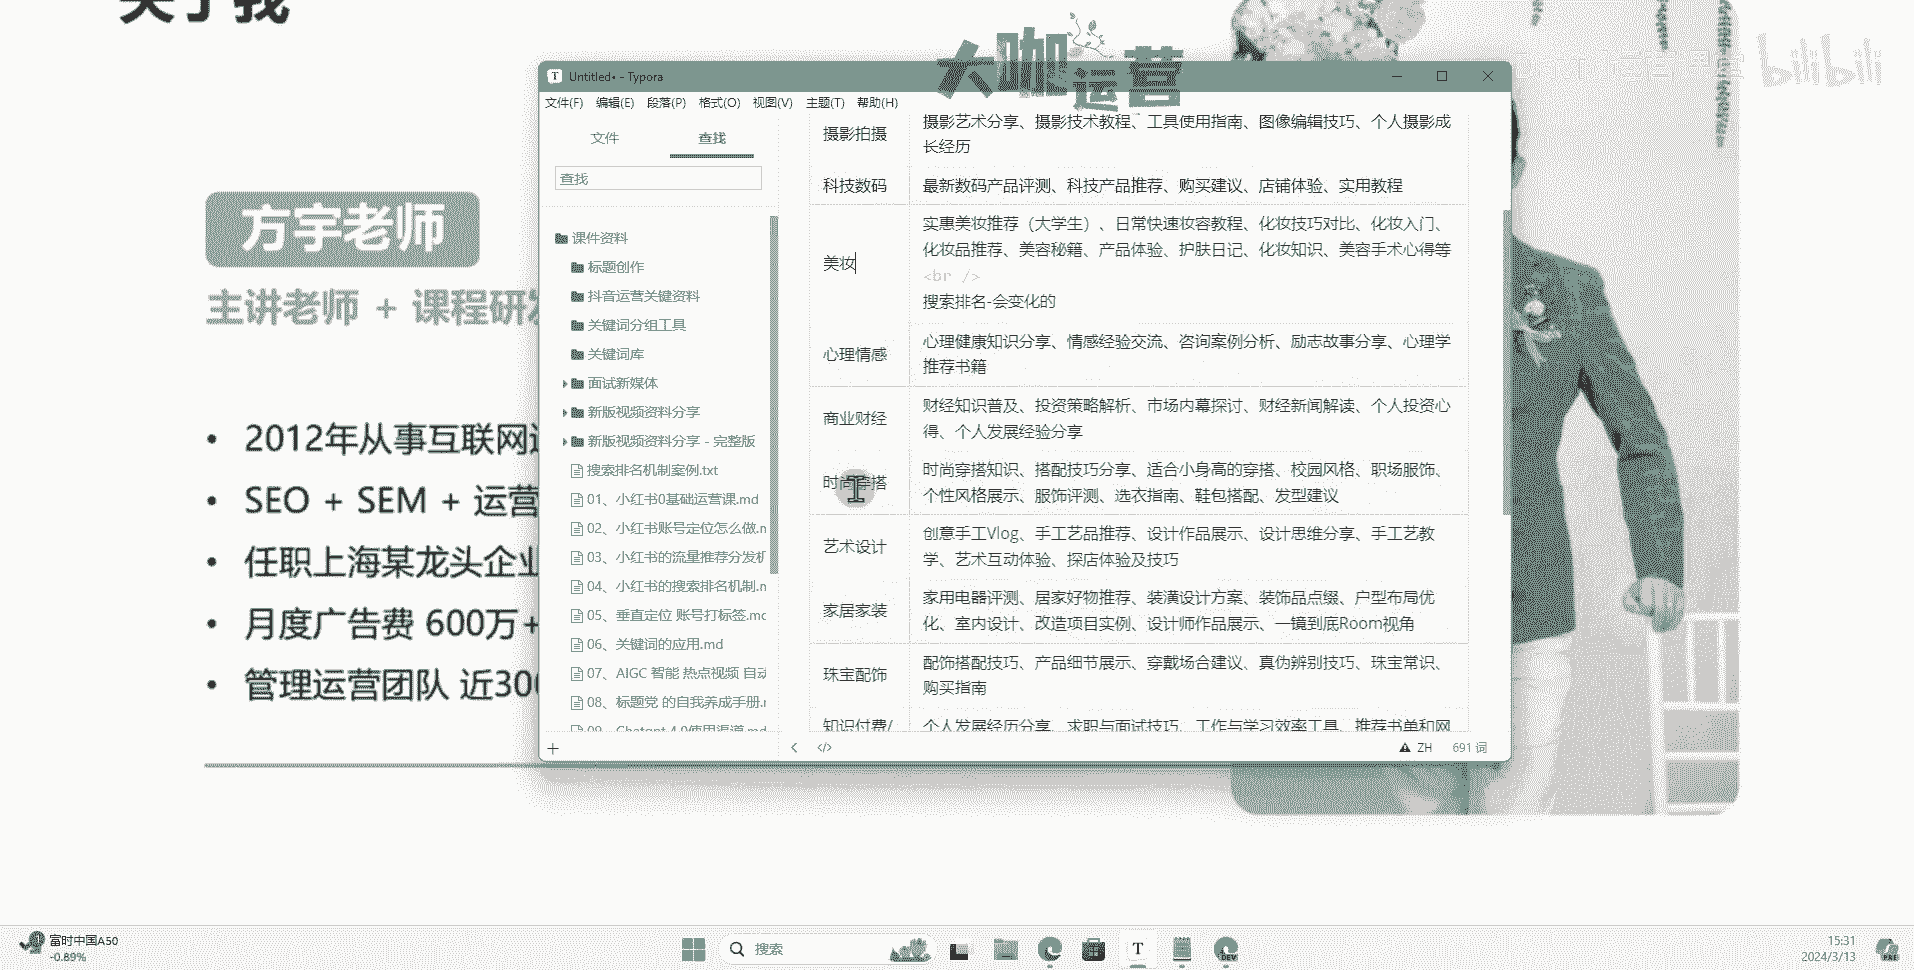 关于我
大咖运营
bilibili
Untitled• - Typora
文件(F) 编辑(E) 段落(P) 格式(O) 视图(V) 主题(T) 帮助(H)
文件 查找
查找
课件资料
标题创作
抖音运营关键资料
关键词分组工具
关键词库
面试新媒体
新版视频资料分享
新版视频资料分享 - 完整版
搜索排名机制案例.txt
01、小红书0基础运营课.md
02、小红书账号定位怎么做.m
03、小红书的流量推荐分发机
04、小红书的搜索排名机制.m
05、垂直定位 账号打标签.mc
06、关键词的应用.md
07、AIGC 智能 热点视频 自动
08、标题党 的自我养成手册.r
09、Chatgpt 4.0使用渠道.md
摄影拍摄
摄影艺术分享、摄影技术教程、工具使用指南、图像编辑技巧、个人摄影成
长经历
科技数码
最新数码产品评测、科技产品推荐、购买建议、店铺体验、实用教程
美妆
实惠美妆推荐（大学生）、日常快速妆容教程、化妆技巧对比、化妆入门、
化妆品推荐、美容秘籍、产品体验、护肤日记、化妆知识、美容手术心得等
<br />
搜索排名-会变化的
心理情感
心理健康知识分享、情感经验交流、咨询案例分析、励志故事分享、心理学
推荐书籍
商业财经
财经知识普及、投资策略解析、市场内幕探讨、财经新闻解读、个人投资心
得、个人发展经验分享
时尚穿搭
时尚穿搭知识、搭配技巧分享、适合小身高的穿搭、校园风格、职场服饰、
个性风格展示、服饰评测、选衣指南、鞋包搭配、发型建议
艺术设计
创意手工Vlog、手工艺品推荐、设计作品展示、设计思维分享、手工艺教
学、艺术互动体验、探店体验及技巧
家居家装
家用电器评测、居家好物推荐、装潢设计方案、装饰品点缀、户型布局优
化、室内设计、改造项目实例、设计师作品展示、一镜到底Room视角
珠宝配饰
配饰搭配技巧、产品细节展示、穿戴场合建议、真伪辨别技巧、珠宝常识、
购买指南
知识付费/
个人发展经历分享、求职与面试技巧、工作与学习效率工具、推荐书单和网
ZH 691 词
方宇老师
主讲老师 + 课程研发
2012年从事互联网运
SEO + SEM + 运营
任职上海某龙头企业
月度广告费 600万+
管理运营团队 近300
富时中国A50
-0.89%
搜索
15:31
2024/3/13